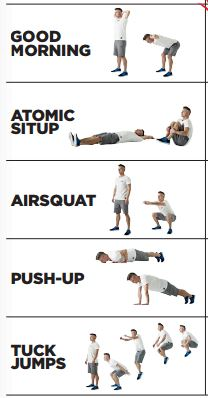 GOOD
MORNING
ATOMIC
SITUP
AIRSQUAT
PUSH-UP
TUCK
JUMPS